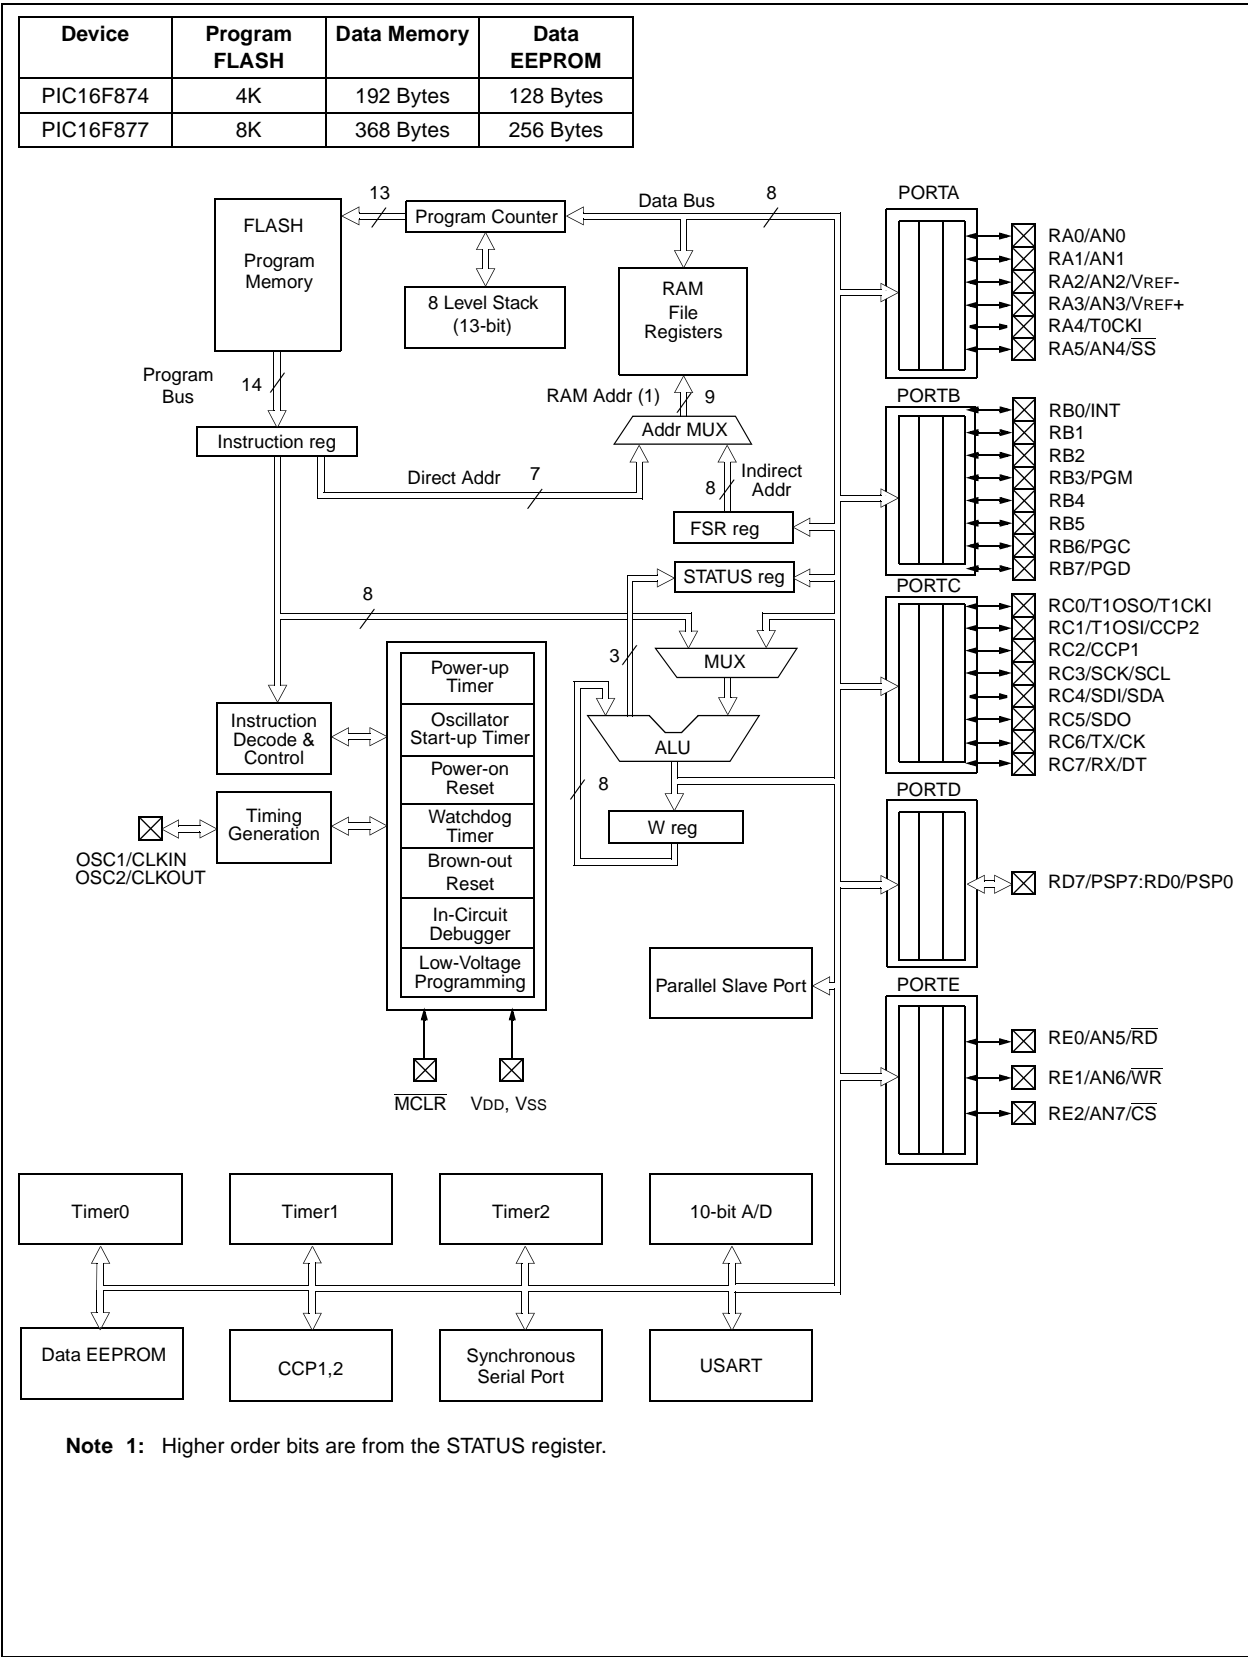 Device Program FLASH Data Memory Data EEPROM
PIC16F874 4K 192 Bytes 128 Bytes
PIC16F877 8K 368 Bytes 256 Bytes
13
Data Bus
8
PORTA
FLASH
Program
Memory
Program Counter
8 Level Stack
(13-bit)
RAM
File
Registers
RA0/AN0
RA1/AN1
RA2/AN2/VREF-
RA3/AN3/VREF+
RA4/T0CKI
RA5/AN4/S̅S̅
Program
Bus
14
RAM Addr (1)
9
PORTB
Instruction reg
Addr MUX
Direct Addr
7
8
Indirect
Addr
FSR reg
RB0/INT
RB1
RB2
RB3/PGM
RB4
RB5
RB6/PGC
RB7/PGD
STATUS reg
PORTC
8
3
MUX
RC0/T1OSO/T1CKI
RC1/T1OSI/CCP2
RC2/CCP1
RC3/SCK/SCL
RC4/SDI/SDA
RC5/SDO
RC6/TX/CK
RC7/RX/DT
Power-up
Timer
Instruction
Decode &
Control
Oscillator
Start-up Timer
ALU
Power-on
Reset
8
PORTD
Timing
Generation
Watchdog
Timer
W reg
OSC1/CLKIN
OSC2/CLKOUT
Brown-out
Reset
RD7/PSP7:RD0/PSP0
In-Circuit
Debugger
Low-Voltage
Programming
Parallel Slave Port
PORTE
RE0/AN5/R̅D̅
RE1/AN6/W̅R̅
RE2/AN7/C̅S̅
M̅C̅L̅R̅
VDD, VSS
Timer0
Timer1
Timer2
10-bit A/D
Data EEPROM
CCP1,2
Synchronous
Serial Port
USART
Note 1: Higher order bits are from the STATUS register.